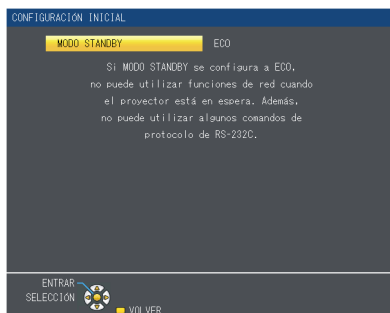 CONFIGURACIÓN INICIAL
MODO STANDBY ECO
Si MODO STANDBY se configura a ECO,
no puede utilizar funciones de red cuando
el proyector está en espera. Además,
no puede utilizar algunos comandos de
protocolo de RS-232C.
ENTRAR
SELECCIÓN
VOLVER